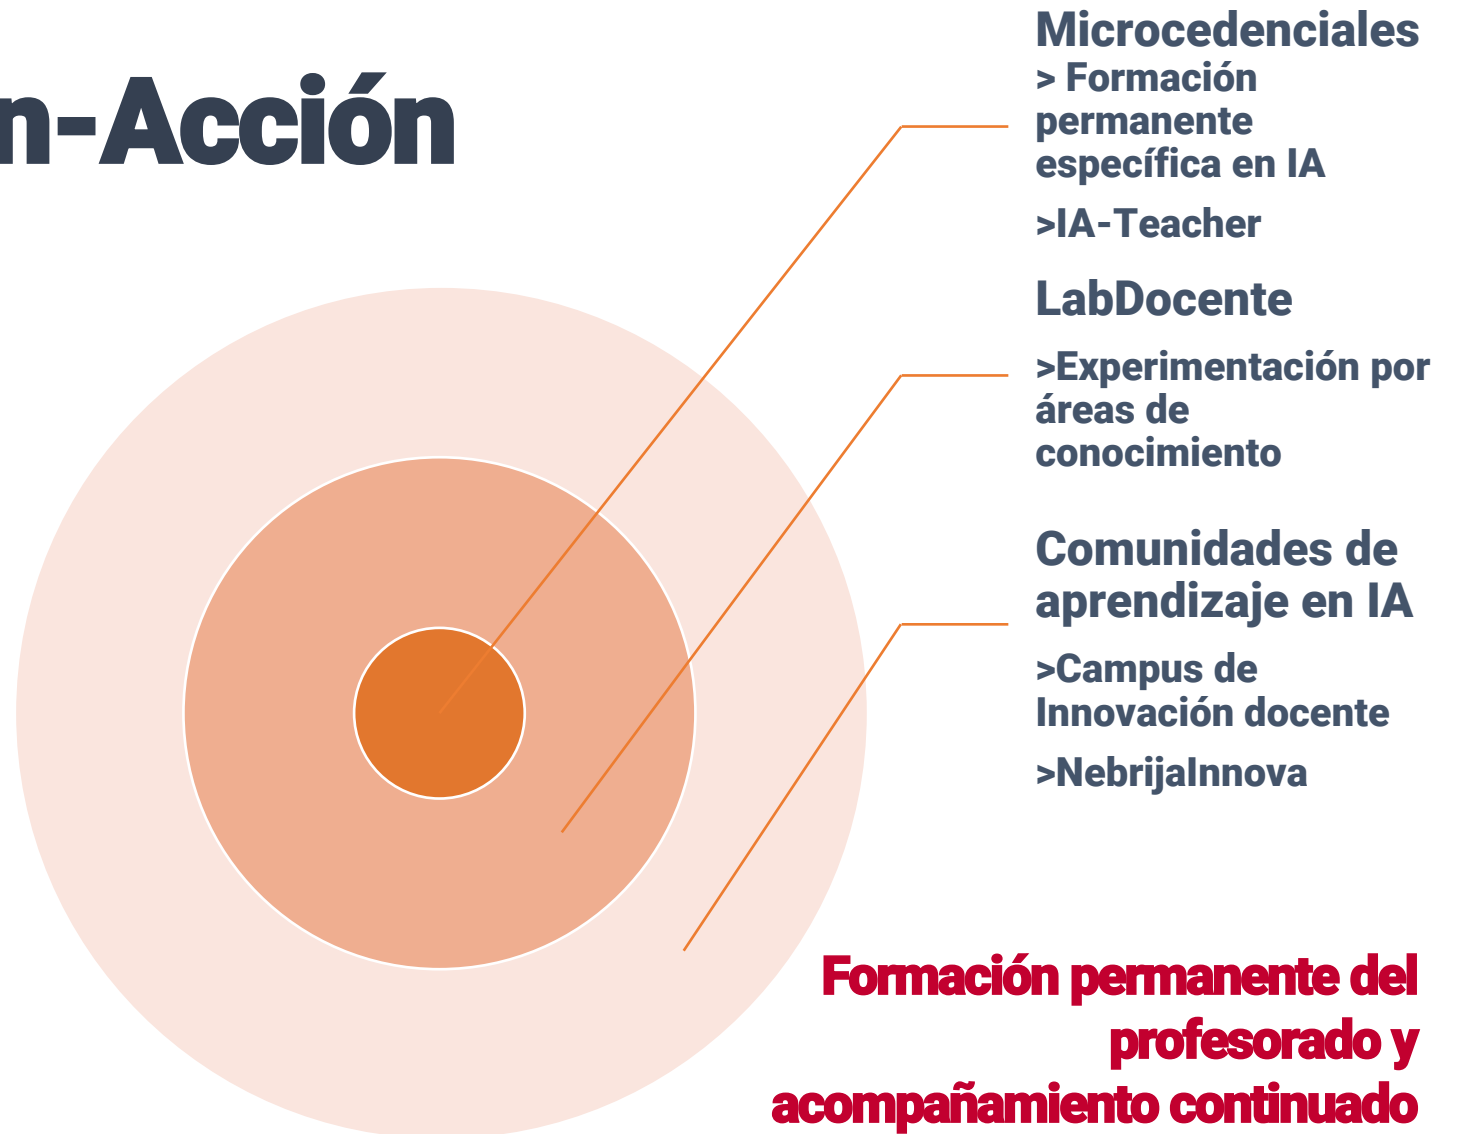 n-Acción
Microcedenciales
> Formación
permanente
específica en IA
>IA-Teacher
LabDocente
>Experimentación por
áreas de
conocimiento
Comunidades de
aprendizaje en IA
>Campus de
Innovación docente
>NebrijaInnova
Formación permanente del
profesorado y
acompañamiento continuado